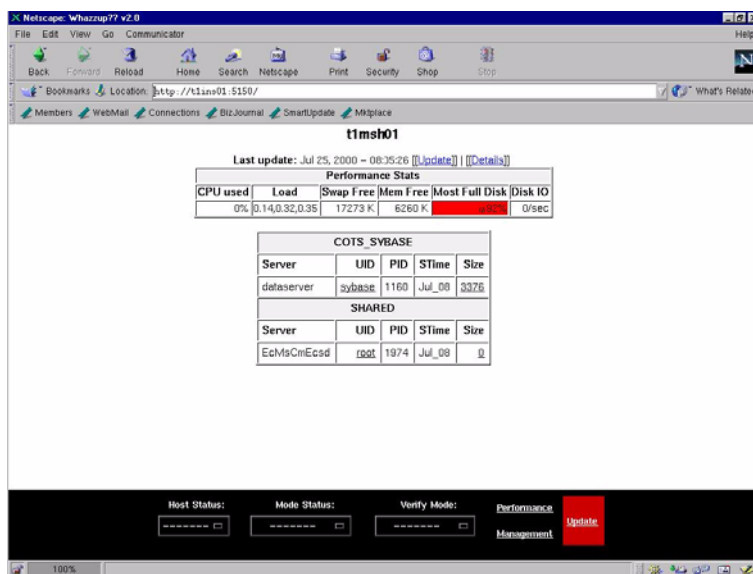 Netscape: Whazzup?? v2.0
File Edit View Go Communicator Help
Back Forward Reload Home Search Netscape Print Security Shop Stop
Bookmarks Location: http://t1ins01:5150/ What's Related
Members WebMail Connections BizJournal SmartUpdate Mktplace
t1msh01
Last update: Jul 25, 2000 - 08:35:26 [[Update]] | [[Details]]
Performance Stats
CPU used Load Swap Free Mem Free Most Full Disk Disk IO
0% 0.14,0.32,0.35 17273 K 6260 K 0/sec
COTS_SYBASE
Server UID PID STime Size
dataserver sybase 1160 Jul_08 3376
SHARED
Server UID PID STime Size
EcMsCmEcsd root 1974 Jul_08 0
Host Status: Mode Status: Verify Mode: Performance
------- ------- ------- Update
Management
100%